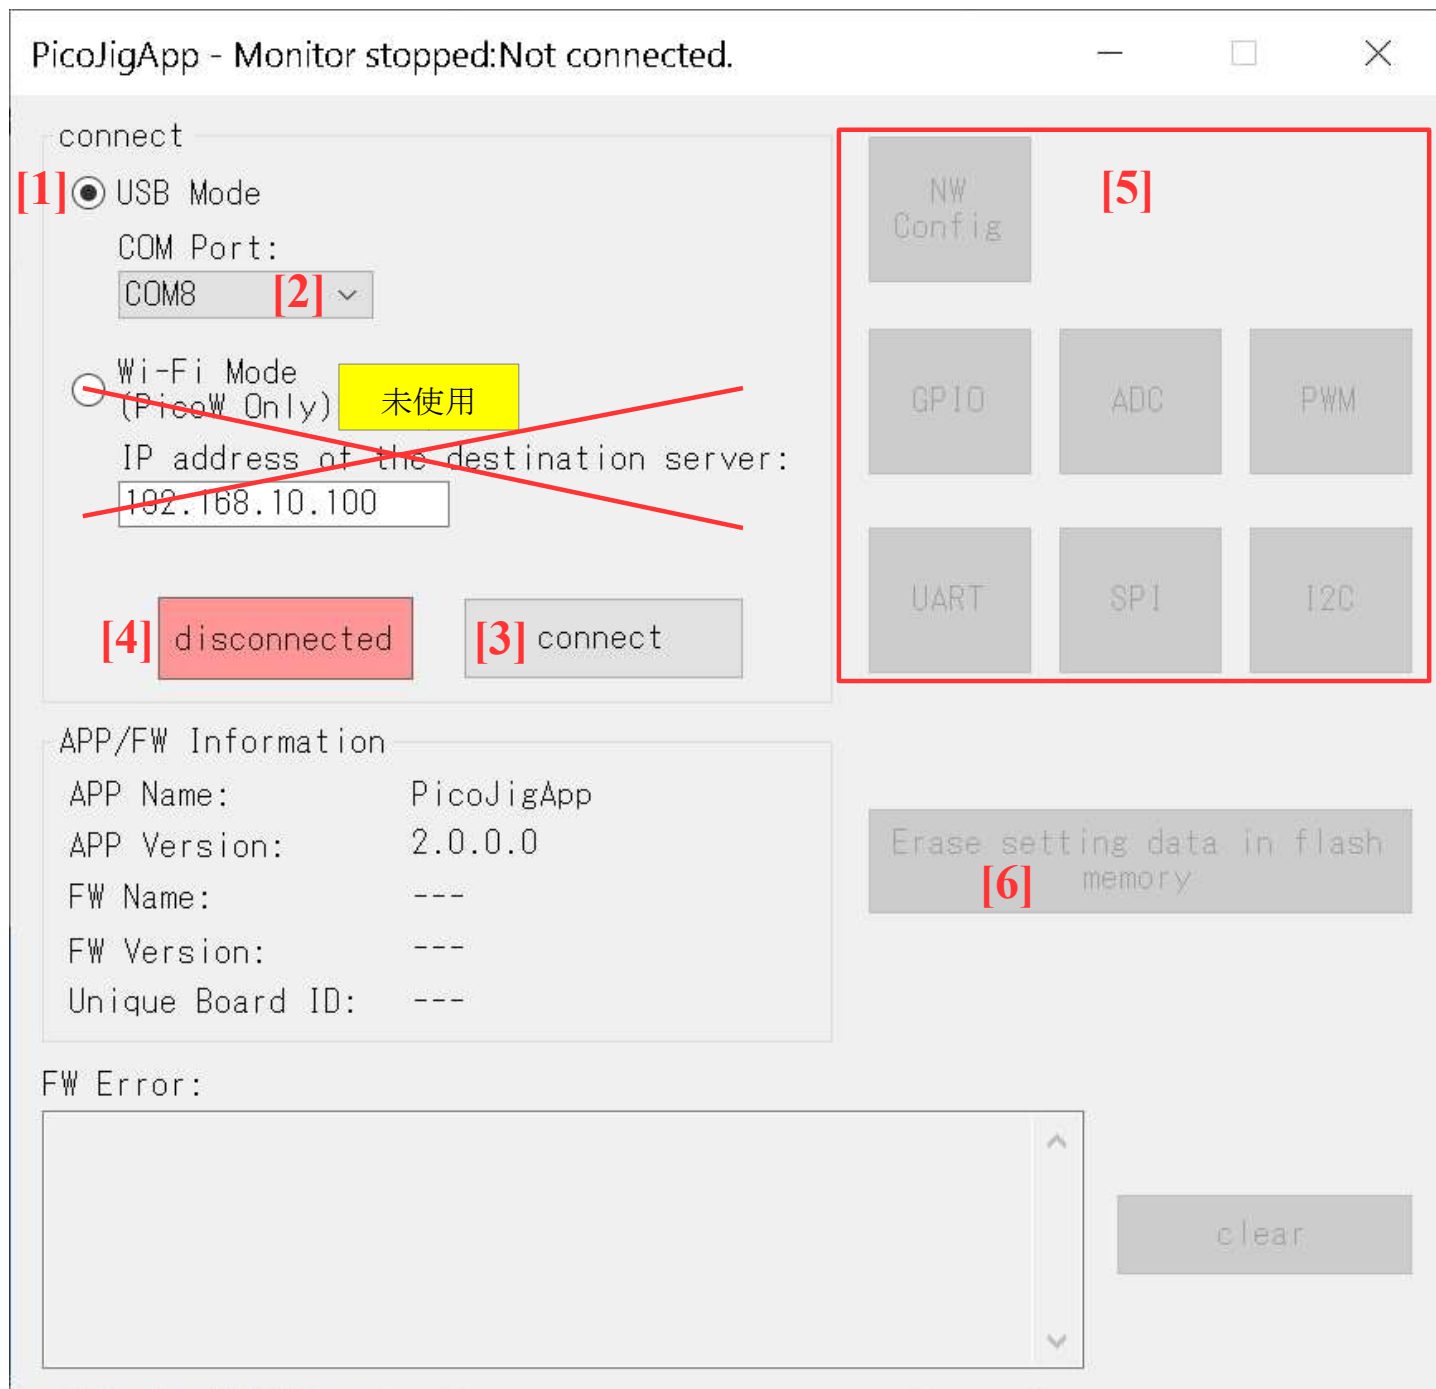 PicoJigApp - Monitor stopped:Not connected.
connect
[1] USB Mode
COM Port:
COM8 [2]
Wi-Fi Mode
(PicoW Only)
未使用
IP address of the destination server:
192.168.10.100
[4] disconnected
[3] connect
[5]
NW
Config
GPIO ADC PWM
UART SPI I2C
APP/FW Information
APP Name: PicoJigApp
APP Version: 2.0.0.0
FW Name: ---
FW Version: ---
Unique Board ID: ---
Erase setting data in flash
[6] memory
FW Error:
clear